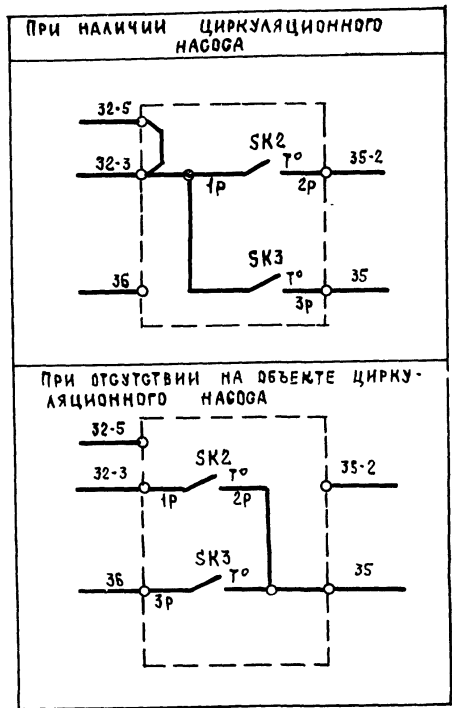 ПРИ НАЛИЧИИ ЦИРКУЛЯЦИОННОГО
НАСОСА
32-5
SK2
32-3
T°
35-2
1р
2р
SK3
36
T°
35
3р
ПРИ ОТСУТСТВИИ НА ОБЪЕКТЕ ЦИРКУ-
ЛЯЦИОННОГО НАСОСА
32-5
SK2
32-3
T°
35-2
1р
2р
SK3
36
T°
35
3р